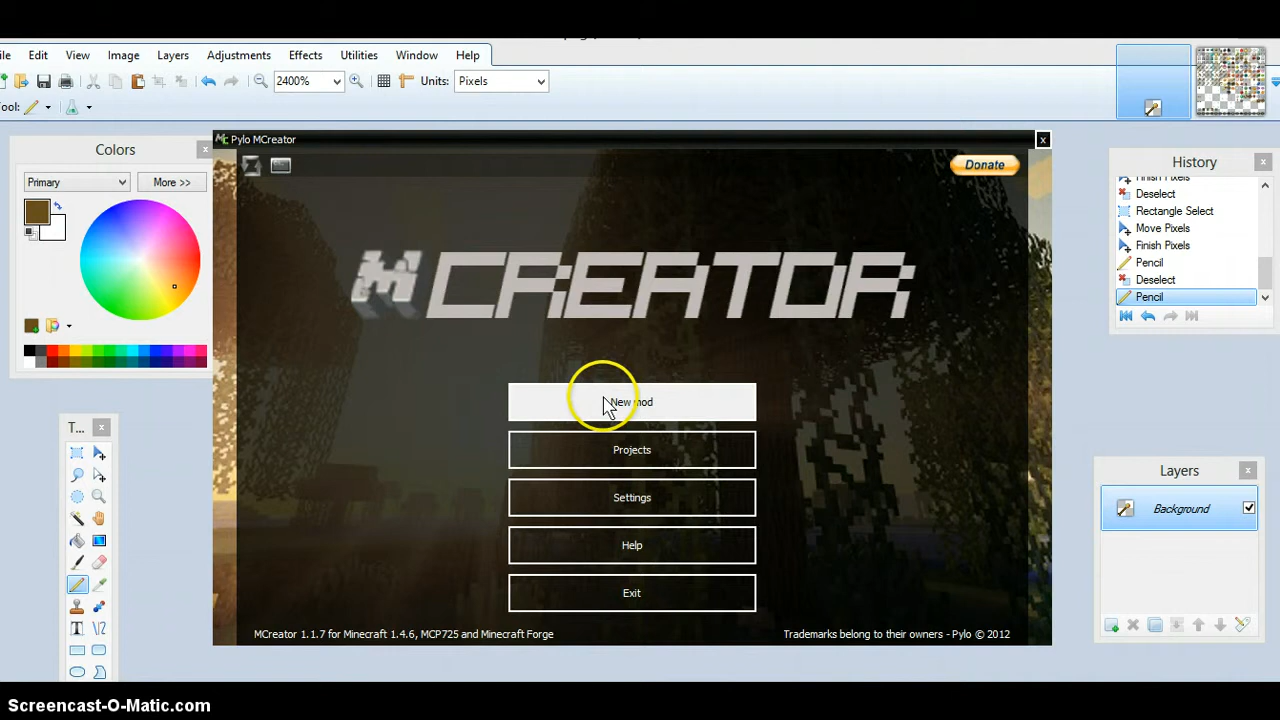 ile Edit View Image Layers Adjustments Effects Utilities Window Help
2400% Units: Pixels
ool:
Colors
Primary More >>
Pylo MCreator
Donate
MCREATOR
New mod
Projects
Settings
Help
Exit
MCreator 1.1.7 for Minecraft 1.4.6, MCP725 and Minecraft Forge
Trademarks belong to their owners - Pylo © 2012
History
Finish Pixels
Deselect
Rectangle Select
Move Pixels
Finish Pixels
Pencil
Deselect
Pencil
T...
Layers
Background
Screencast-O-Matic.com